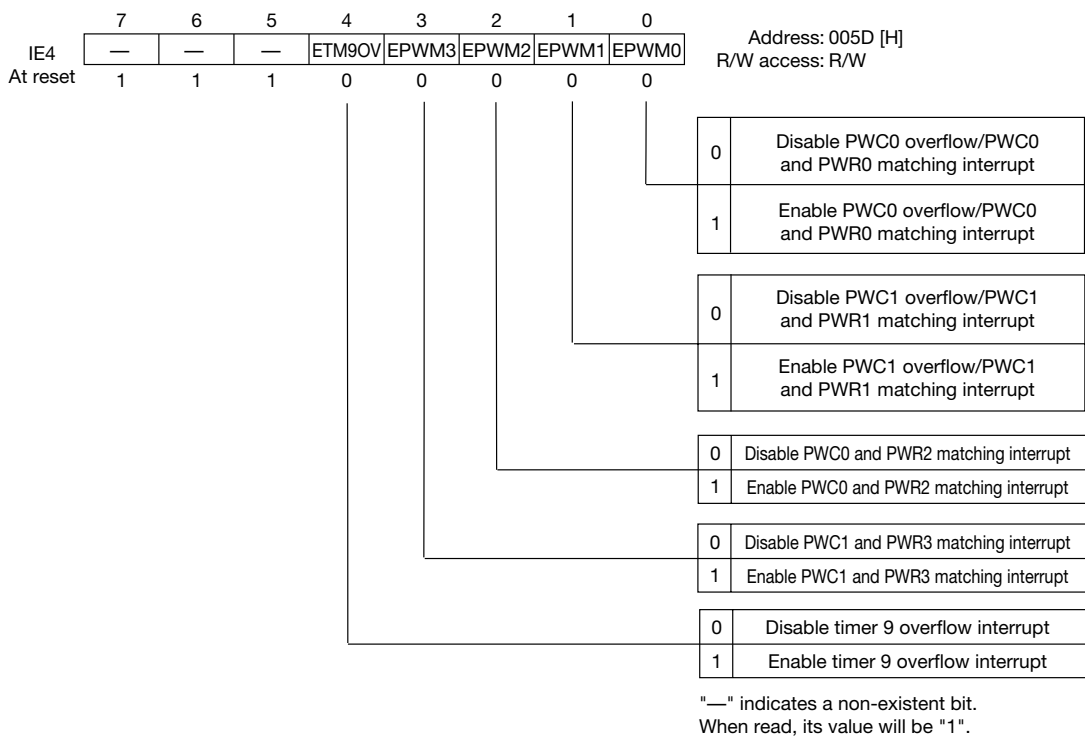 7 6 5 4 3 2 1 0
IE4 — — — ETM9OV EPWM3 EPWM2 EPWM1 EPWM0
At reset 1 1 1 0 0 0 0 0
Address: 005D [H]
R/W access: R/W
0 Disable PWC0 overflow/PWC0
and PWR0 matching interrupt
1 Enable PWC0 overflow/PWC0
and PWR0 matching interrupt
0 Disable PWC1 overflow/PWC1
and PWR1 matching interrupt
1 Enable PWC1 overflow/PWC1
and PWR1 matching interrupt
0 Disable PWC0 and PWR2 matching interrupt
1 Enable PWC0 and PWR2 matching interrupt
0 Disable PWC1 and PWR3 matching interrupt
1 Enable PWC1 and PWR3 matching interrupt
0 Disable timer 9 overflow interrupt
1 Enable timer 9 overflow interrupt
"—" indicates a non-existent bit.
When read, its value will be "1".